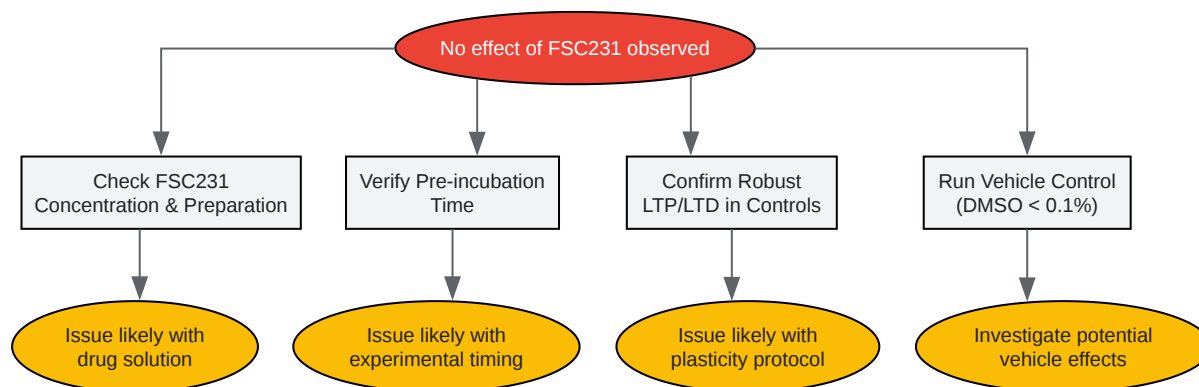 No effect of FSC231 observed
Check FSC231
Concentration & Preparation
Verify Pre-incubation
Time
Confirm Robust
LTP/LTD in Controls
Run Vehicle Control
(DMSO < 0.1%)
Issue likely with
drug solution
Issue likely with
experimental timing
Issue likely with
plasticity protocol
Investigate potential
vehicle effects